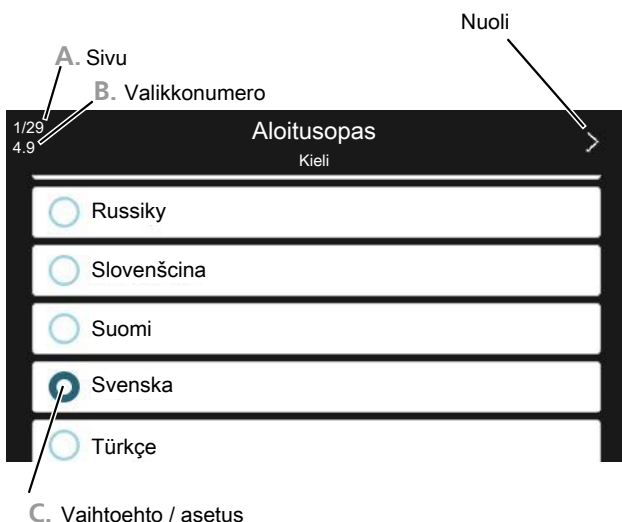 Nuoli
A. Sivu
B. Valikkonumero
1/29
4.9
Aloitusopas
Kieli
Russiky
Slovenšcina
Suomi
Svenska
Türkçe
C. Vaihtoehto / asetus